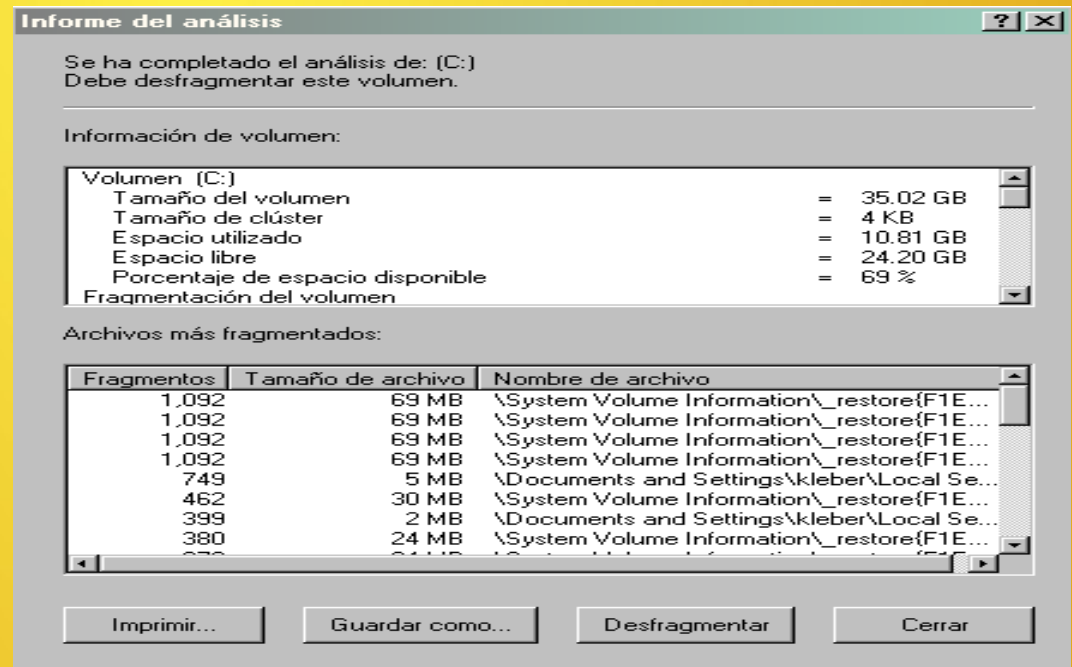 Informe del análisis
Se ha completado el análisis de: (C:)
Debe desfragmentar este volumen.
Información de volumen:
Volumen (C:)
Tamaño del volumen = 35.02 GB
Tamaño de clúster = 4 KB
Espacio utilizado = 10.81 GB
Espacio libre = 24.20 GB
Porcentaje de espacio disponible = 69 %
Fragmentación del volumen
Archivos más fragmentados:
Fragmentos Tamaño de archivo Nombre de archivo
1,092 69 MB \System Volume Information\_restore{F1E...
1,092 69 MB \System Volume Information\_restore{F1E...
1,092 69 MB \System Volume Information\_restore{F1E...
1,092 69 MB \System Volume Information\_restore{F1E...
749 5 MB \Documents and Settings\kleber\Local Se...
462 30 MB \System Volume Information\_restore{F1E...
399 2 MB \Documents and Settings\kleber\Local Se...
380 24 MB \System Volume Information\_restore{F1E...
Imprimir... Guardar como... Desfragmentar Cerrar